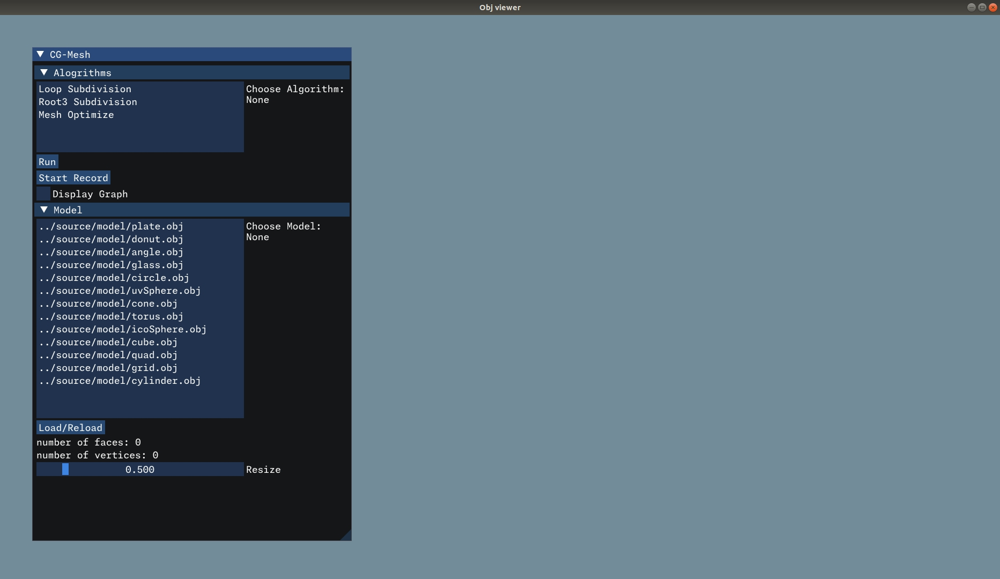 Obj viewer
CG-Mesh
Alogrithms
Loop Subdivision
Root3 Subdivision
Mesh Optimize
Choose Algorithm:
None
Run
Start Record
Display Graph
Model
../source/model/plate.obj
../source/model/donut.obj
../source/model/angle.obj
../source/model/glass.obj
../source/model/circle.obj
../source/model/uvSphere.obj
../source/model/cone.obj
../source/model/torus.obj
../source/model/icoSphere.obj
../source/model/cube.obj
../source/model/quad.obj
../source/model/grid.obj
../source/model/cylinder.obj
Choose Model:
None
Load/Reload
number of faces: 0
number of vertices: 0
0.500 Resize